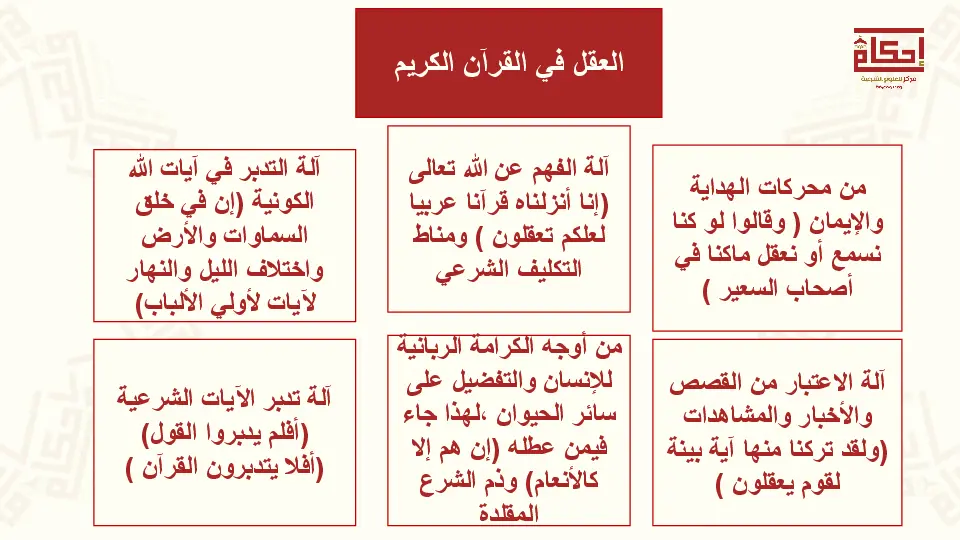 العقل في القرآن الكريم
إحكام
مركز للعلوم الشرعية
من محركات الهداية
والإيمان ( وقالوا لو كنا
نسمع أو نعقل ماكنا في
أصحاب السعير )
آلة الفهم عن الله تعالى
(إنا أنزلناه قرآنا عربيا
لعلكم تعقلون ) ومناط
التكليف الشرعي
آلة التدبر في آيات الله
الكونية (إن في خلق
السماوات والأرض
واختلاف الليل والنهار
لآيات لأولي الألباب)
آلة الاعتبار من القصص
والأخبار والمشاهدات
(ولقد تركنا منها آية بينة
لقوم يعقلون )
من أوجه الكرامة الربانية
للإنسان والتفضيل على
سائر الحيوان ،لهذا جاء
فيمن عطله (إن هم إلا
كالأنعام) وذم الشرع
المقلدة
آلة تدبر الآيات الشرعية
(أفلم يدبروا القول)
(أفلا يتدبرون القرآن )